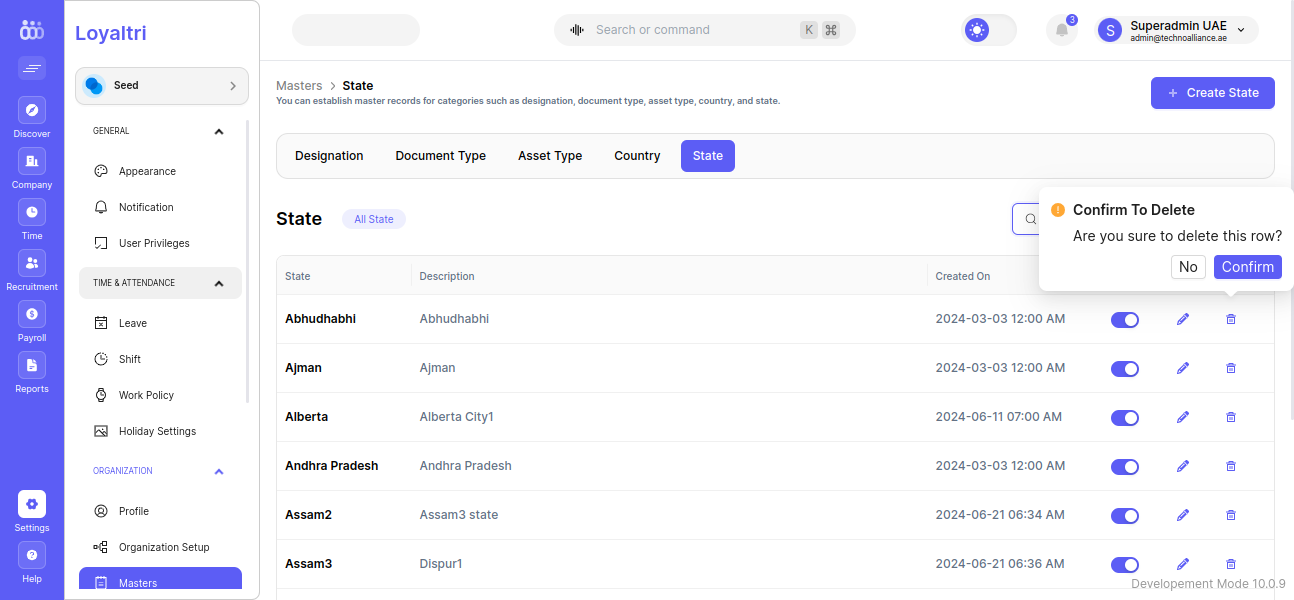 Loyaltri
Search or command
K
⌘
3
S
Superadmin UAE
admin@technoalliance.ae
Seed
Discover
Company
Time
Recruitment
Payroll
Reports
Settings
Help
GENERAL
Appearance
Notification
User Privileges
TIME & ATTENDANCE
Leave
Shift
Work Policy
Holiday Settings
ORGANIZATION
Profile
Organization Setup
Masters
Masters > State
You can establish master records for categories such as designation, document type, asset type, country, and state.
+ Create State
Designation Document Type Asset Type Country State
State All State
Confirm To Delete
Are you sure to delete this row?
No Confirm
State Description Created On
Abhudhabhi Abhudhabhi 2024-03-03 12:00 AM
Ajman Ajman 2024-03-03 12:00 AM
Alberta Alberta City1 2024-06-11 07:00 AM
Andhra Pradesh Andhra Pradesh 2024-03-03 12:00 AM
Assam2 Assam3 state 2024-06-21 06:34 AM
Assam3 Dispur1 2024-06-21 06:36 AM
Developement Mode 10.0.9